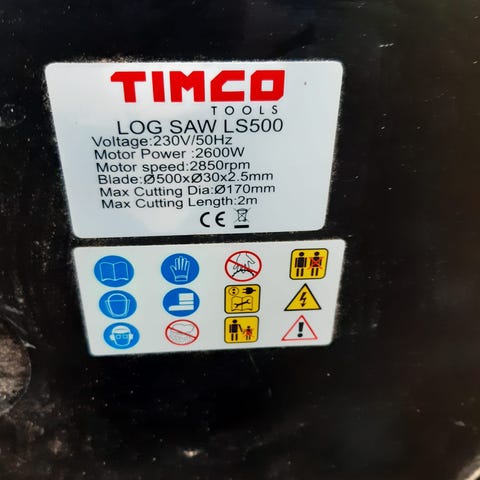 TIMCO
TOOLS
LOG SAW LS500
Voltage:230V/50Hz
Motor Power :2600W
Motor speed:2850rpm
Blade:Ø500xØ30x2.5mm
Max Cutting Dia:Ø170mm
Max Cutting Length:2m
CE